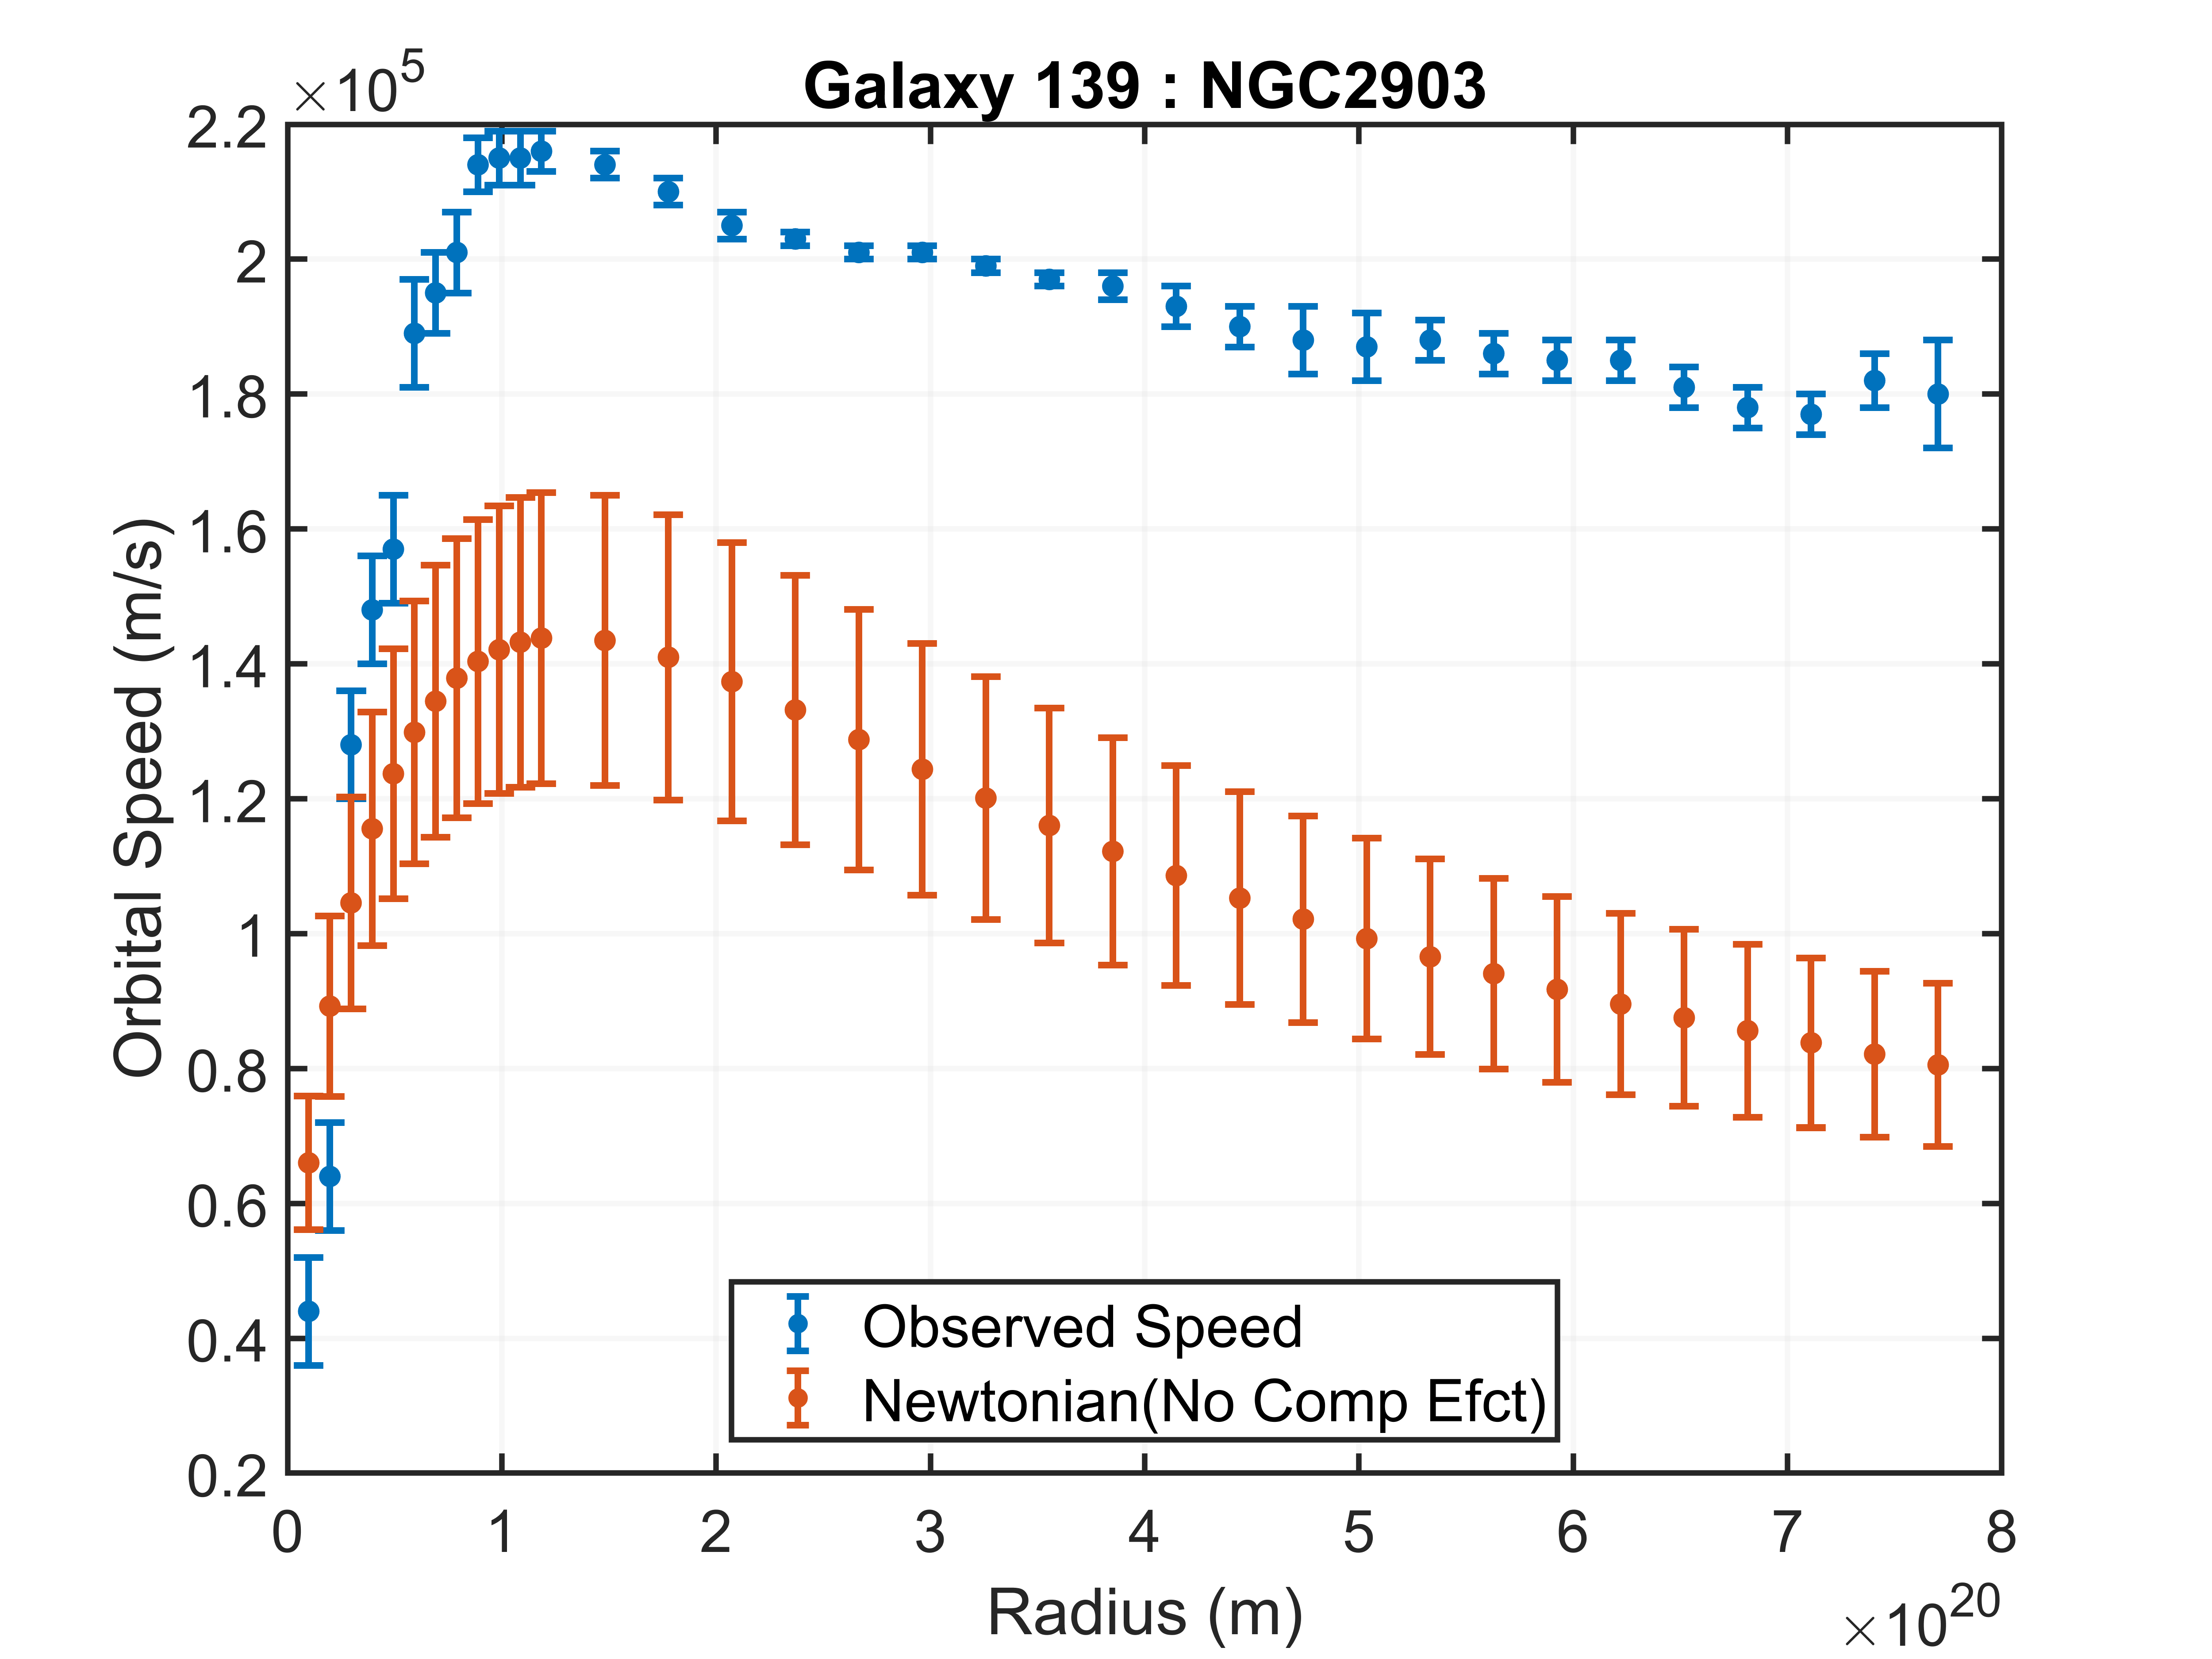 ×10^5
Galaxy 139 : NGC2903
2.2
2
1.8
1.6
1.4
1.2
1
0.8
0.6
0.4
0.2
Orbital Speed (m/s)
Observed Speed
Newtonian(No Comp Efct)
0 1 2 3 4 5 6 7 8
Radius (m)
×10^20